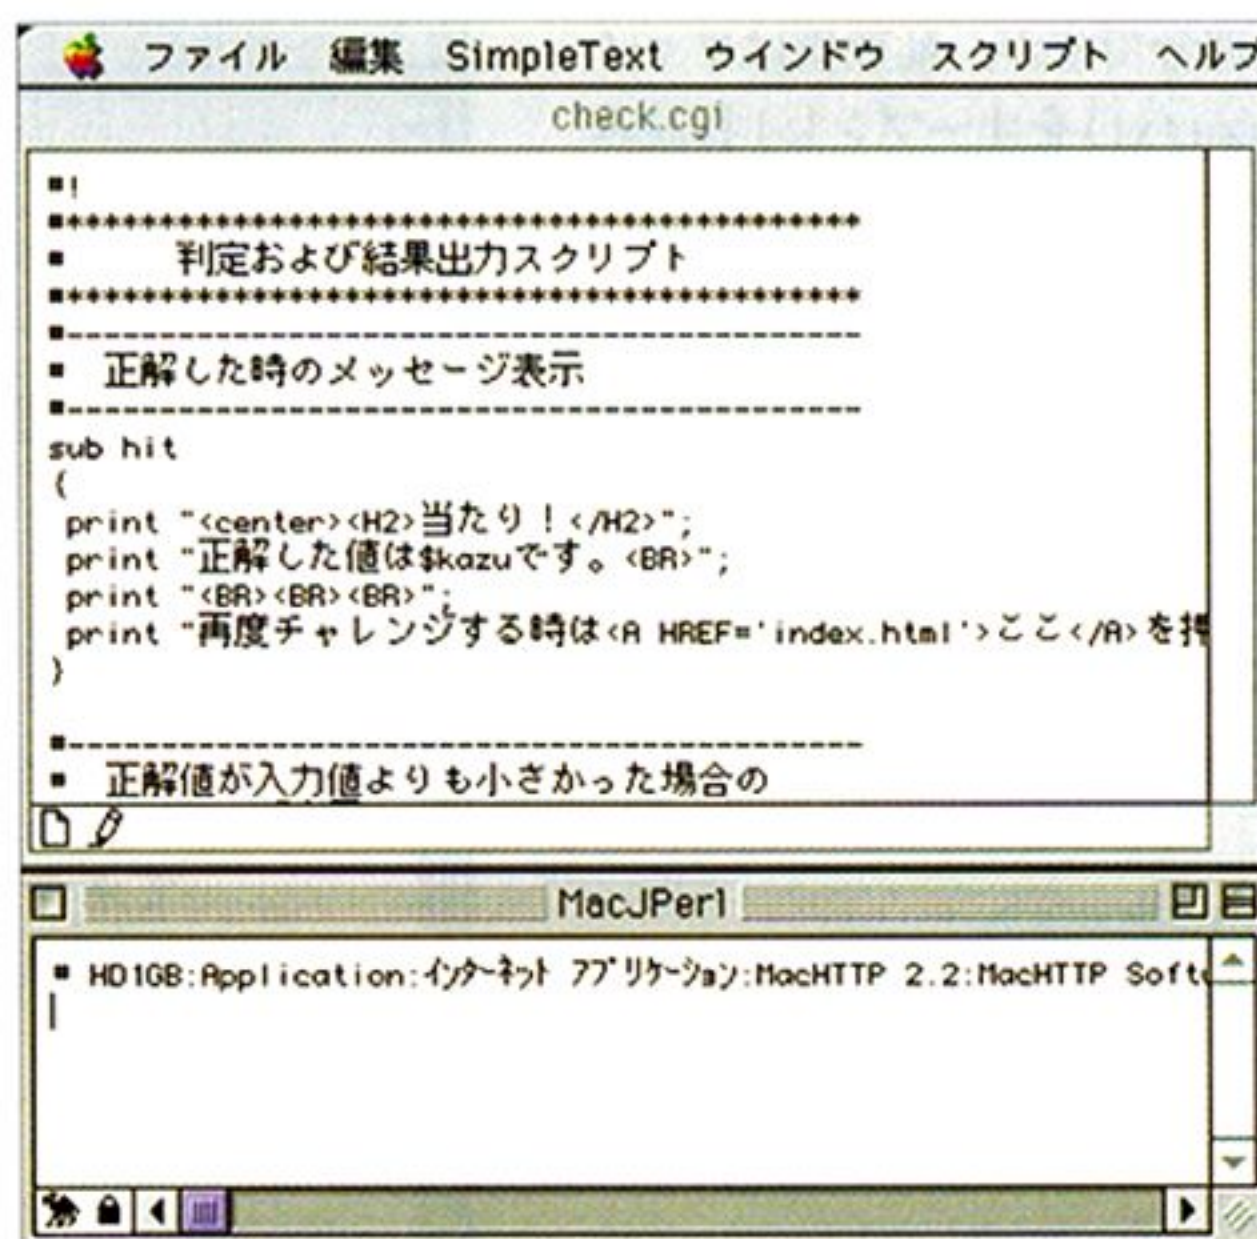 ファイル 編集 SimpleText ウインドウ スクリプト ヘルプ
check.cgi
#!
#*******************************************
#      判定および結果出力スクリプト
#*******************************************
#-------------------------------------------
#  正解した時のメッセージ表示
#-------------------------------------------
sub hit
{
print "<center><H2>当たり！</H2>";
print "正解した値は$kazuです。<BR>";
print "<BR><BR><BR>";
print "再度チャレンジする時は<A HREF='index.html'>ここ</A>を押
}
#-------------------------------------------
#  正解値が入力値よりも小さかった場合の
MacJPerl
# HD1GB:Application:ｲﾝﾀｰﾈｯﾄ ｱﾌﾟﾘｹｰｼｮﾝ:MacHTTP 2.2:MacHTTP Soft